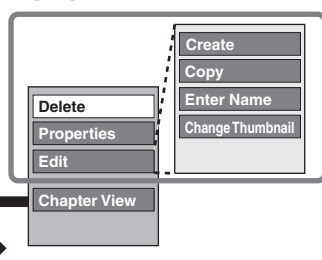 Delete
Properties
Edit
Chapter View
Create
Copy
Enter Name
Change Thumbnail